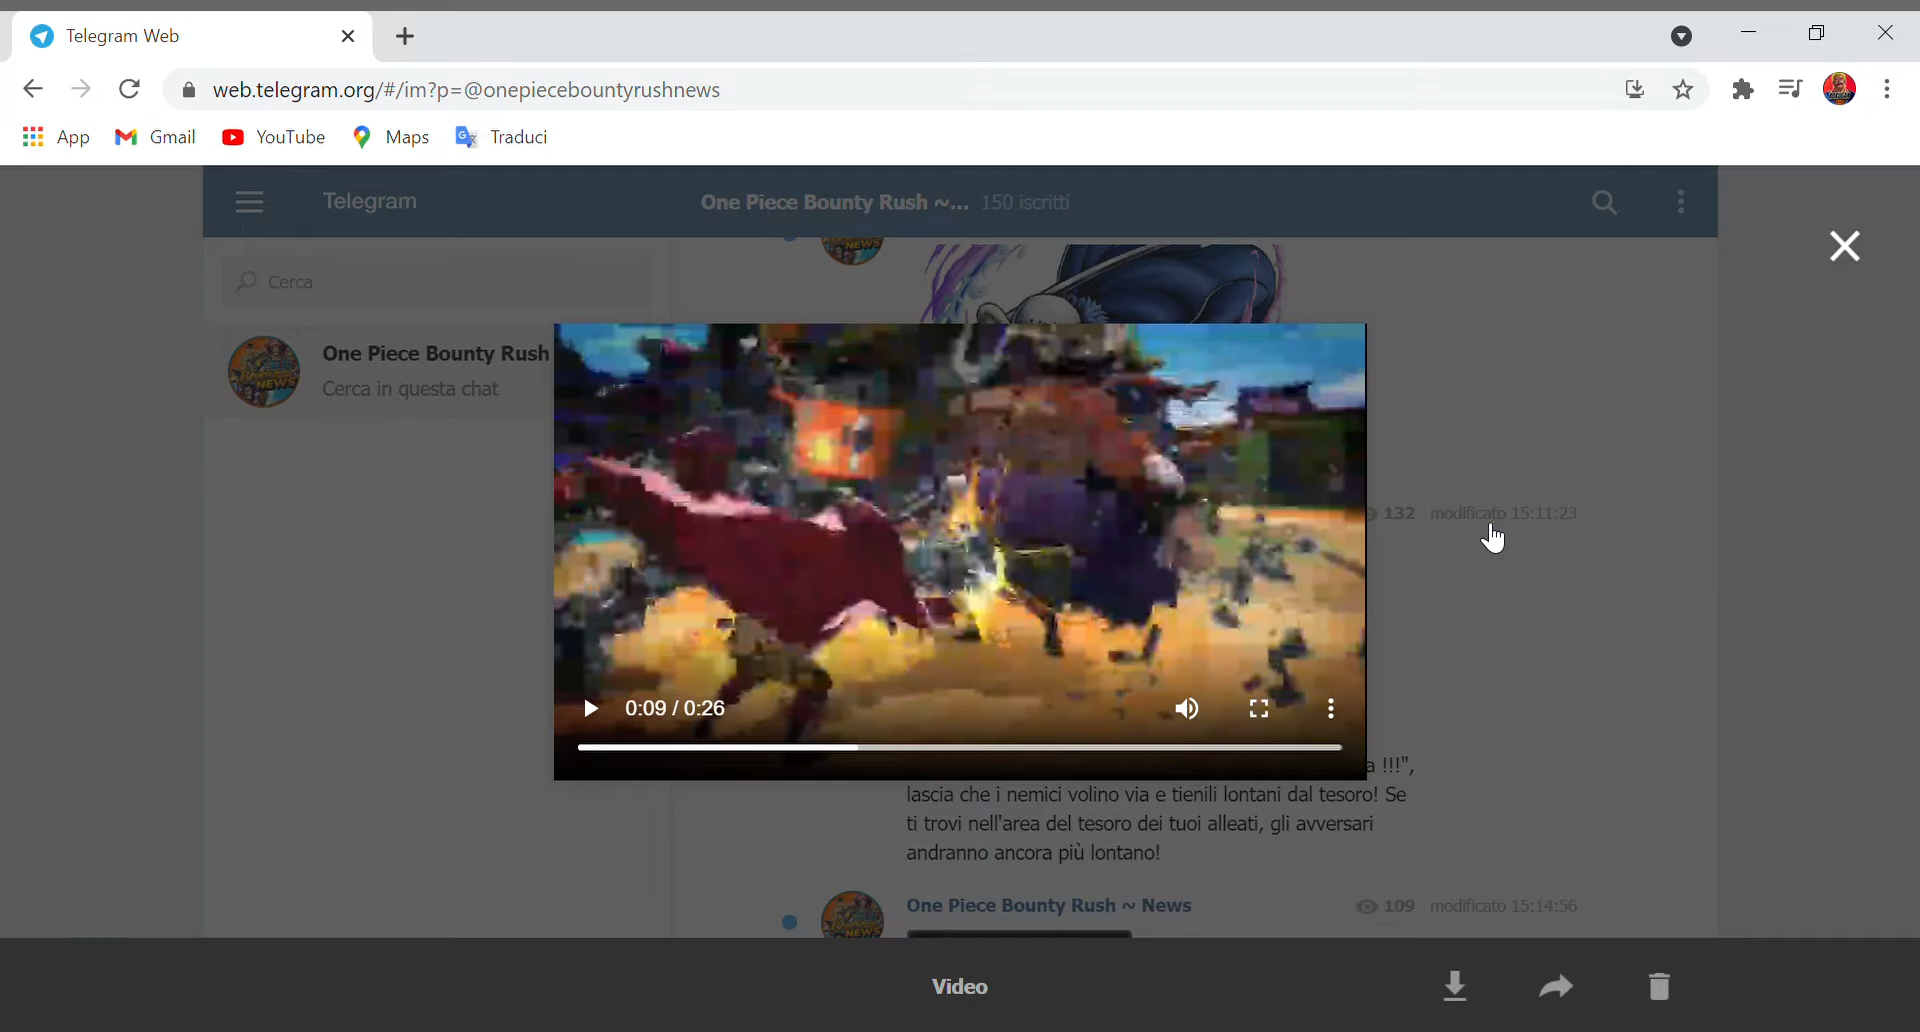 Telegram Web
web.telegram.org/#/im?p=@onepiecebountyrushnews
App Gmail YouTube Maps Traduci
Telegram One Piece Bounty Rush ~... 150 iscritti
NEWS
Cerca
One Piece Bounty Rush
NEWS
Cerca in questa chat
132 modificato 15:11:23
0:09 / 0:26
a !!!",
lascia che i nemici volino via e tienili lontani dal tesoro! Se
ti trovi nell'area del tesoro dei tuoi alleati, gli avversari
andranno ancora più lontano!
One Piece Bounty Rush ~ News 109 modificato 15:14:56
NEWS
Video